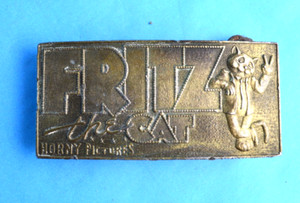 FRITZ
the CAT
HORNY PICTURES